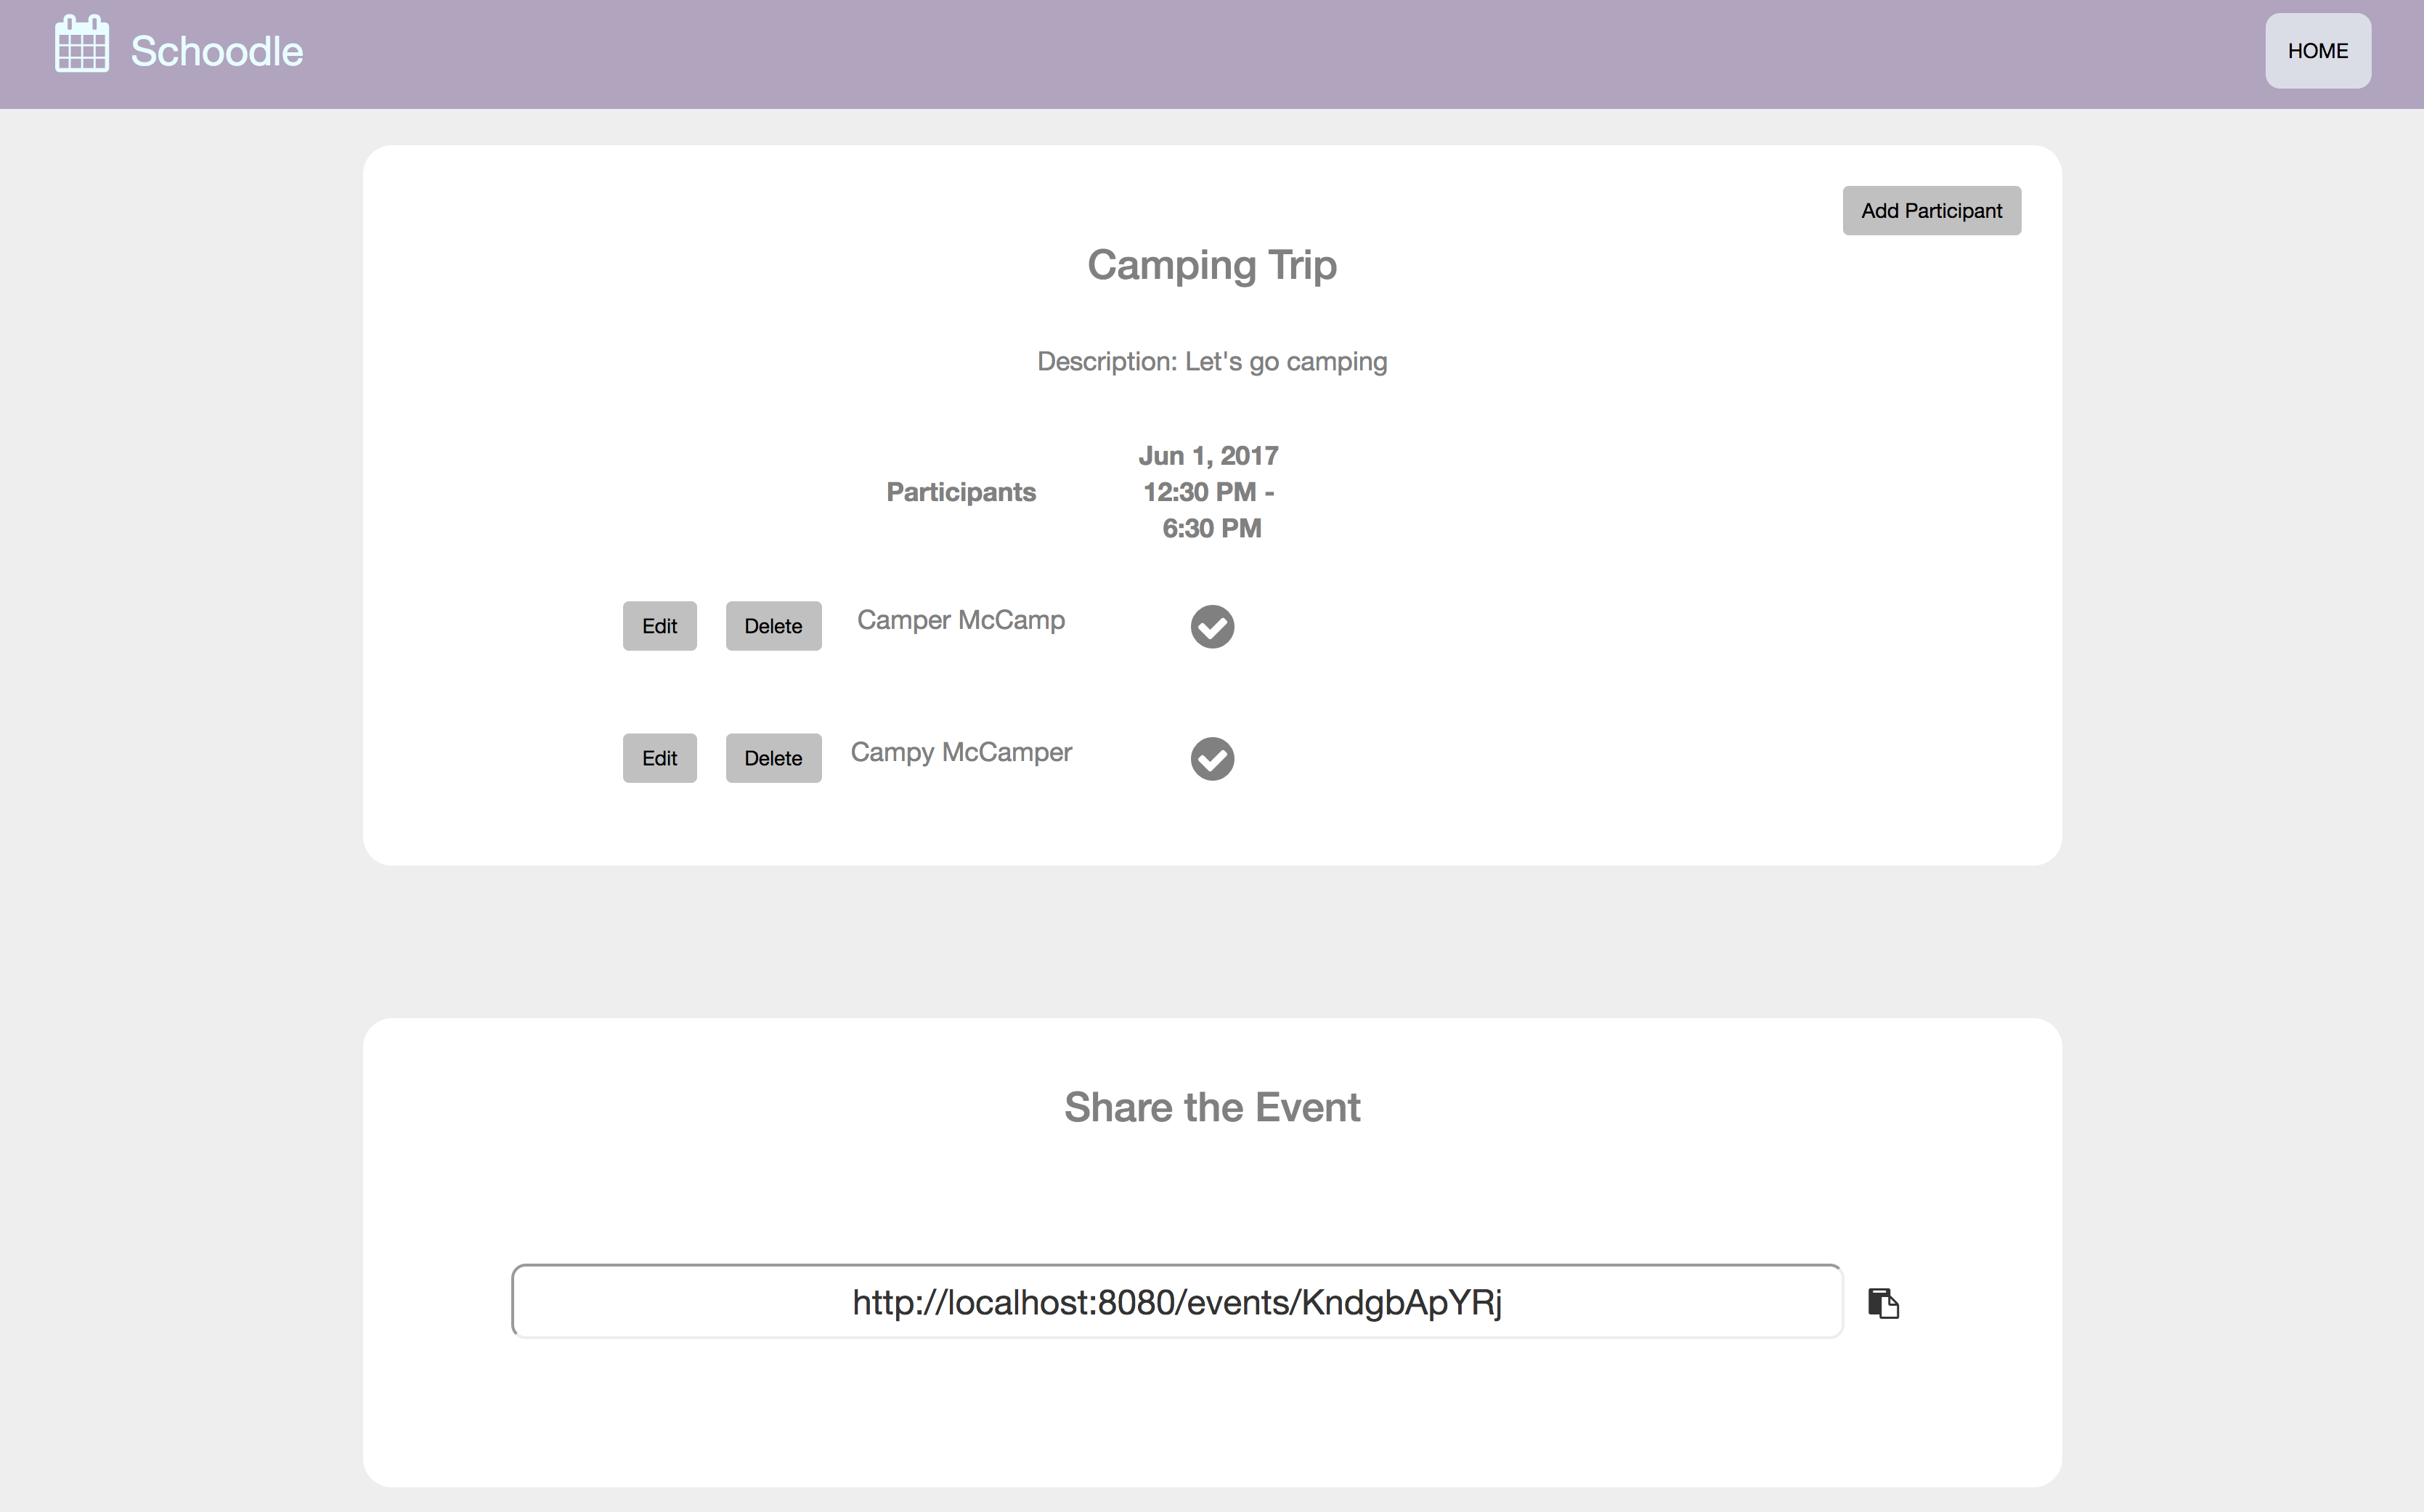 Schoodle
HOME
Add Participant
Camping Trip
Description: Let's go camping
Participants
Jun 1, 2017
12:30 PM -
6:30 PM
Edit
Delete
Camper McCamp
Edit
Delete
Campy McCamper
Share the Event
http://localhost:8080/events/KndgbApYRj